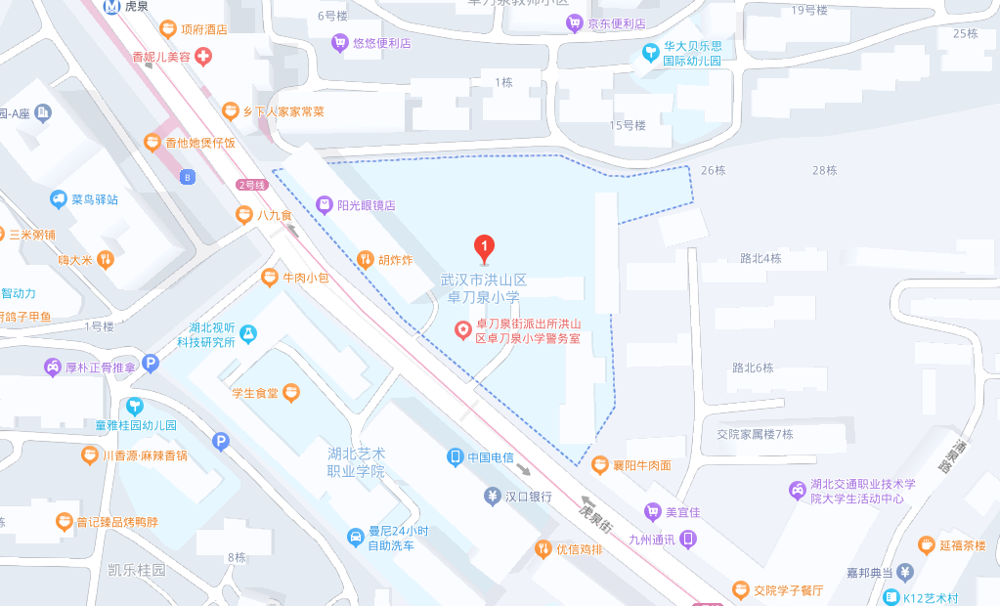 虎泉
6号楼
卓刀泉教师小区
京东便利店
19号楼
25栋
项府酒店
香妮儿美容
悠悠便利店
华大贝乐思
国际幼儿园
1栋
园-A座
乡下人家家常菜
15号楼
香他她煲仔饭
B
2号线
26栋
28栋
菜鸟驿站
阳光眼镜店
八九食
三米粥铺
嗨大米
胡炸炸
1
路北4栋
牛肉小包
武汉市洪山区
卓刀泉小学
智动力
府鸽子甲鱼
1号楼
湖北视听
科技研究所
卓刀泉街派出所洪山
区卓刀泉小学警务室
厚朴正骨推拿
P
路北6栋
学生食堂
童雅桂园幼儿园
P
交院家属楼7栋
川香源·麻辣香锅
湖北艺术
职业学院
中国电信
襄阳牛肉面
涌泉路
湖北交通职业技术学
院大学生活动中心
汉口银行
虎泉街
美宜佳
九州通讯
曾记臻品烤鸭脖
曼尼24小时
自助洗车
优信鸡排
延禧茶楼
8栋
凯乐桂园
嘉邦典当
交院学子餐厅
K12艺术村